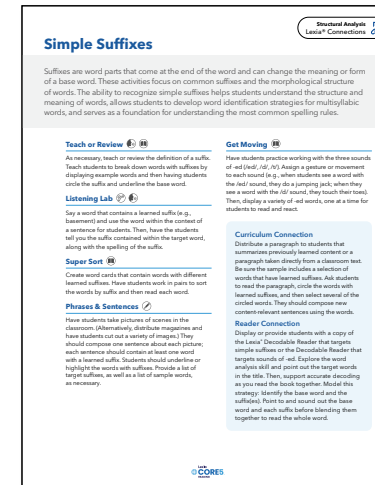 Structural Analysis
Lexia® Connections
Simple Suffixes
Suffixes are word parts that come at the end of the word and can change the meaning or form
of a base word. These activities focus on CORE5 suffixes and the morphological structure
of words. The ability to recognize simple suffixes helps students understand the structure and
meaning of words, allows students to develop word identification strategies for multisyllabic
words, and serves as a foundation for understanding the most common spelling rules.
Teach or Review
As necessary, teach or review the definition of a suffix.
Teach students to break down words with suffixes by
displaying example words and then having students
circle the suffix and underline the base word.
Listening Lab
Say a word that contains a learned suffix (e.g.,
basement) and use the word within the context of
a sentence for students. Then, have the students
tell you the suffix contained within the target word,
along with the spelling of the suffix.
Super Sort
Create word cards that contain words with different
learned suffixes. Have students work in pairs to sort
the words by suffix and then read each word.
Phrases & Sentences
Have students take pictures of scenes in the
classroom. (Alternatively, distribute magazines and
have students cut out a variety of images.) They
should compose one sentence about each picture;
each sentence should contain at least one word
with a learned suffix. Students should underline or
highlight the words with suffixes. Provide a list of
target suffixes, as well as a list of sample words,
as necessary.
Get Moving
Have students practice working with the three sounds
of -ed (/ed/, /d/, /t/). Assign a gesture or movement
to each sound (e.g., when students see a word with
the /ed/ sound, they do a jumping jack; when they
see a word with the /d/ sound, they touch their toes).
Then, display a variety of -ed words, one at a time for
students to read and react.
Curriculum Connection
Distribute a paragraph to students that
summarizes previously learned content or a
paragraph taken directly from a classroom text.
Be sure the sample includes a selection of
words that have learned suffixes. Ask students
to read the paragraph, circle the words with
learned suffixes, and then select several of the
circled words. They should compose new
content-relevant sentences using the words.
Reader Connection
Display or provide students with a copy of
the Lexia® Decodable Reader that targets
simple suffixes or the Decodable Reader that
targets sounds of -ed. Explore the word
analysis skill and point out the target words
in the title. Then, support accurate decoding
as you read the book together. Model this
strategy: Identify the base word and the
suffix(es). Point to and sound out the base
word and each suffix before blending them
together to read the whole word.
Lexia
CORE5
READING